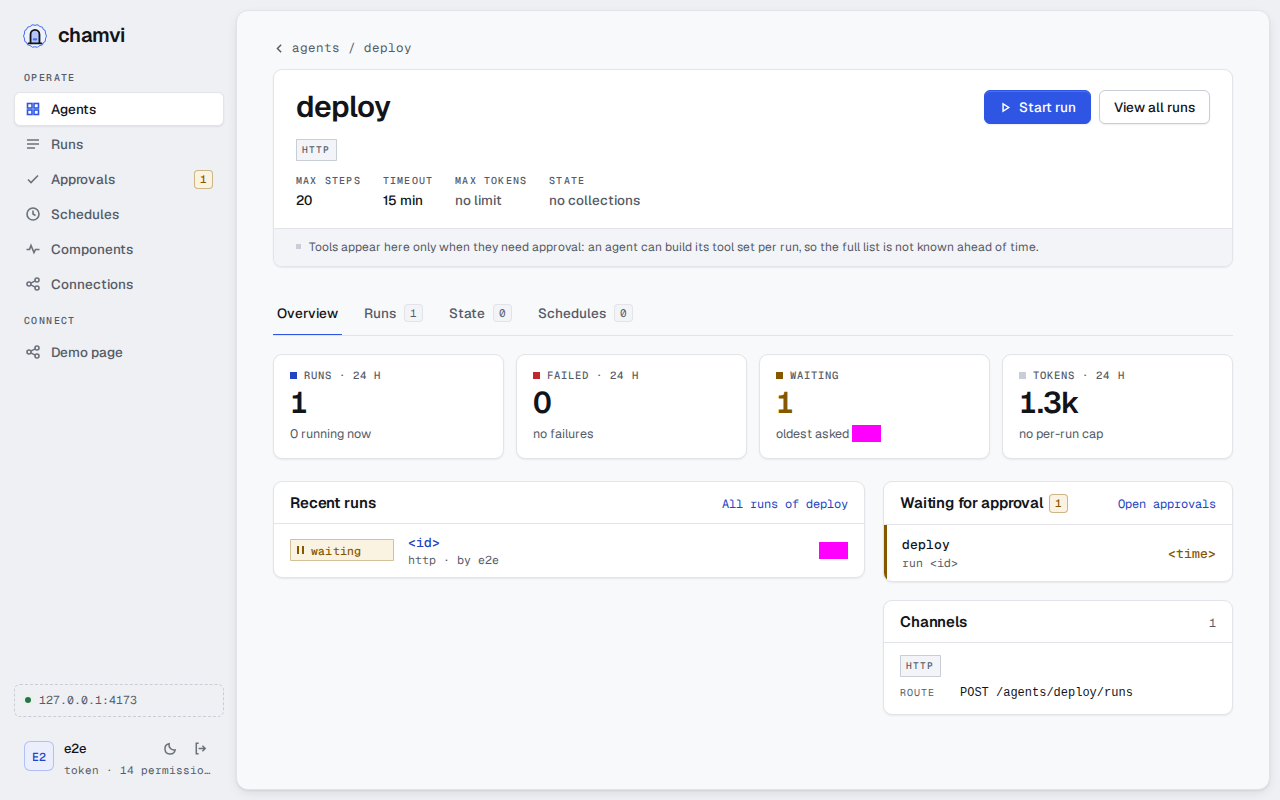 chamvi
OPERATE
Agents
Runs
Approvals 1
Schedules
Components
Connections
CONNECT
Demo page
127.0.0.1:4173
E2
e2e
token · 14 permissio…
agents / deploy
deploy
Start run
View all runs
HTTP
MAX STEPS TIMEOUT MAX TOKENS STATE
20 15 min no limit no collections
Tools appear here only when they need approval: an agent can build its tool set per run, so the full list is not known ahead of time.
Overview Runs 1 State 0 Schedules 0
RUNS · 24 H
1
0 running now
FAILED · 24 H
0
no failures
WAITING
1
oldest asked
TOKENS · 24 H
1.3k
no per-run cap
Recent runs All runs of deploy
waiting
<id>
http · by e2e
Waiting for approval 1 Open approvals
deploy
run <id>
<time>
Channels 1
HTTP
ROUTE POST /agents/deploy/runs